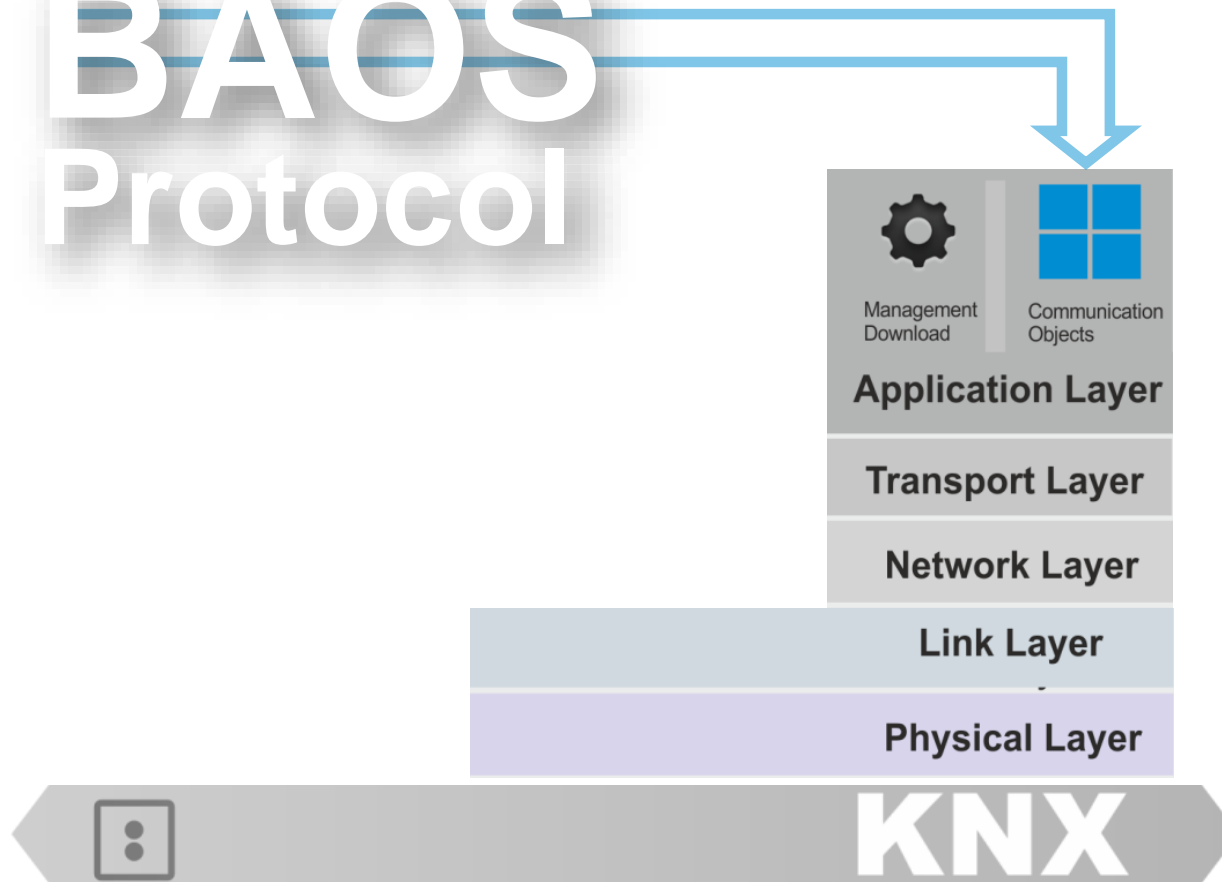 BAOS
Protocol
Management
Download
Communication
Objects
Application Layer
Transport Layer
Network Layer
Link Layer
Physical Layer
KNX